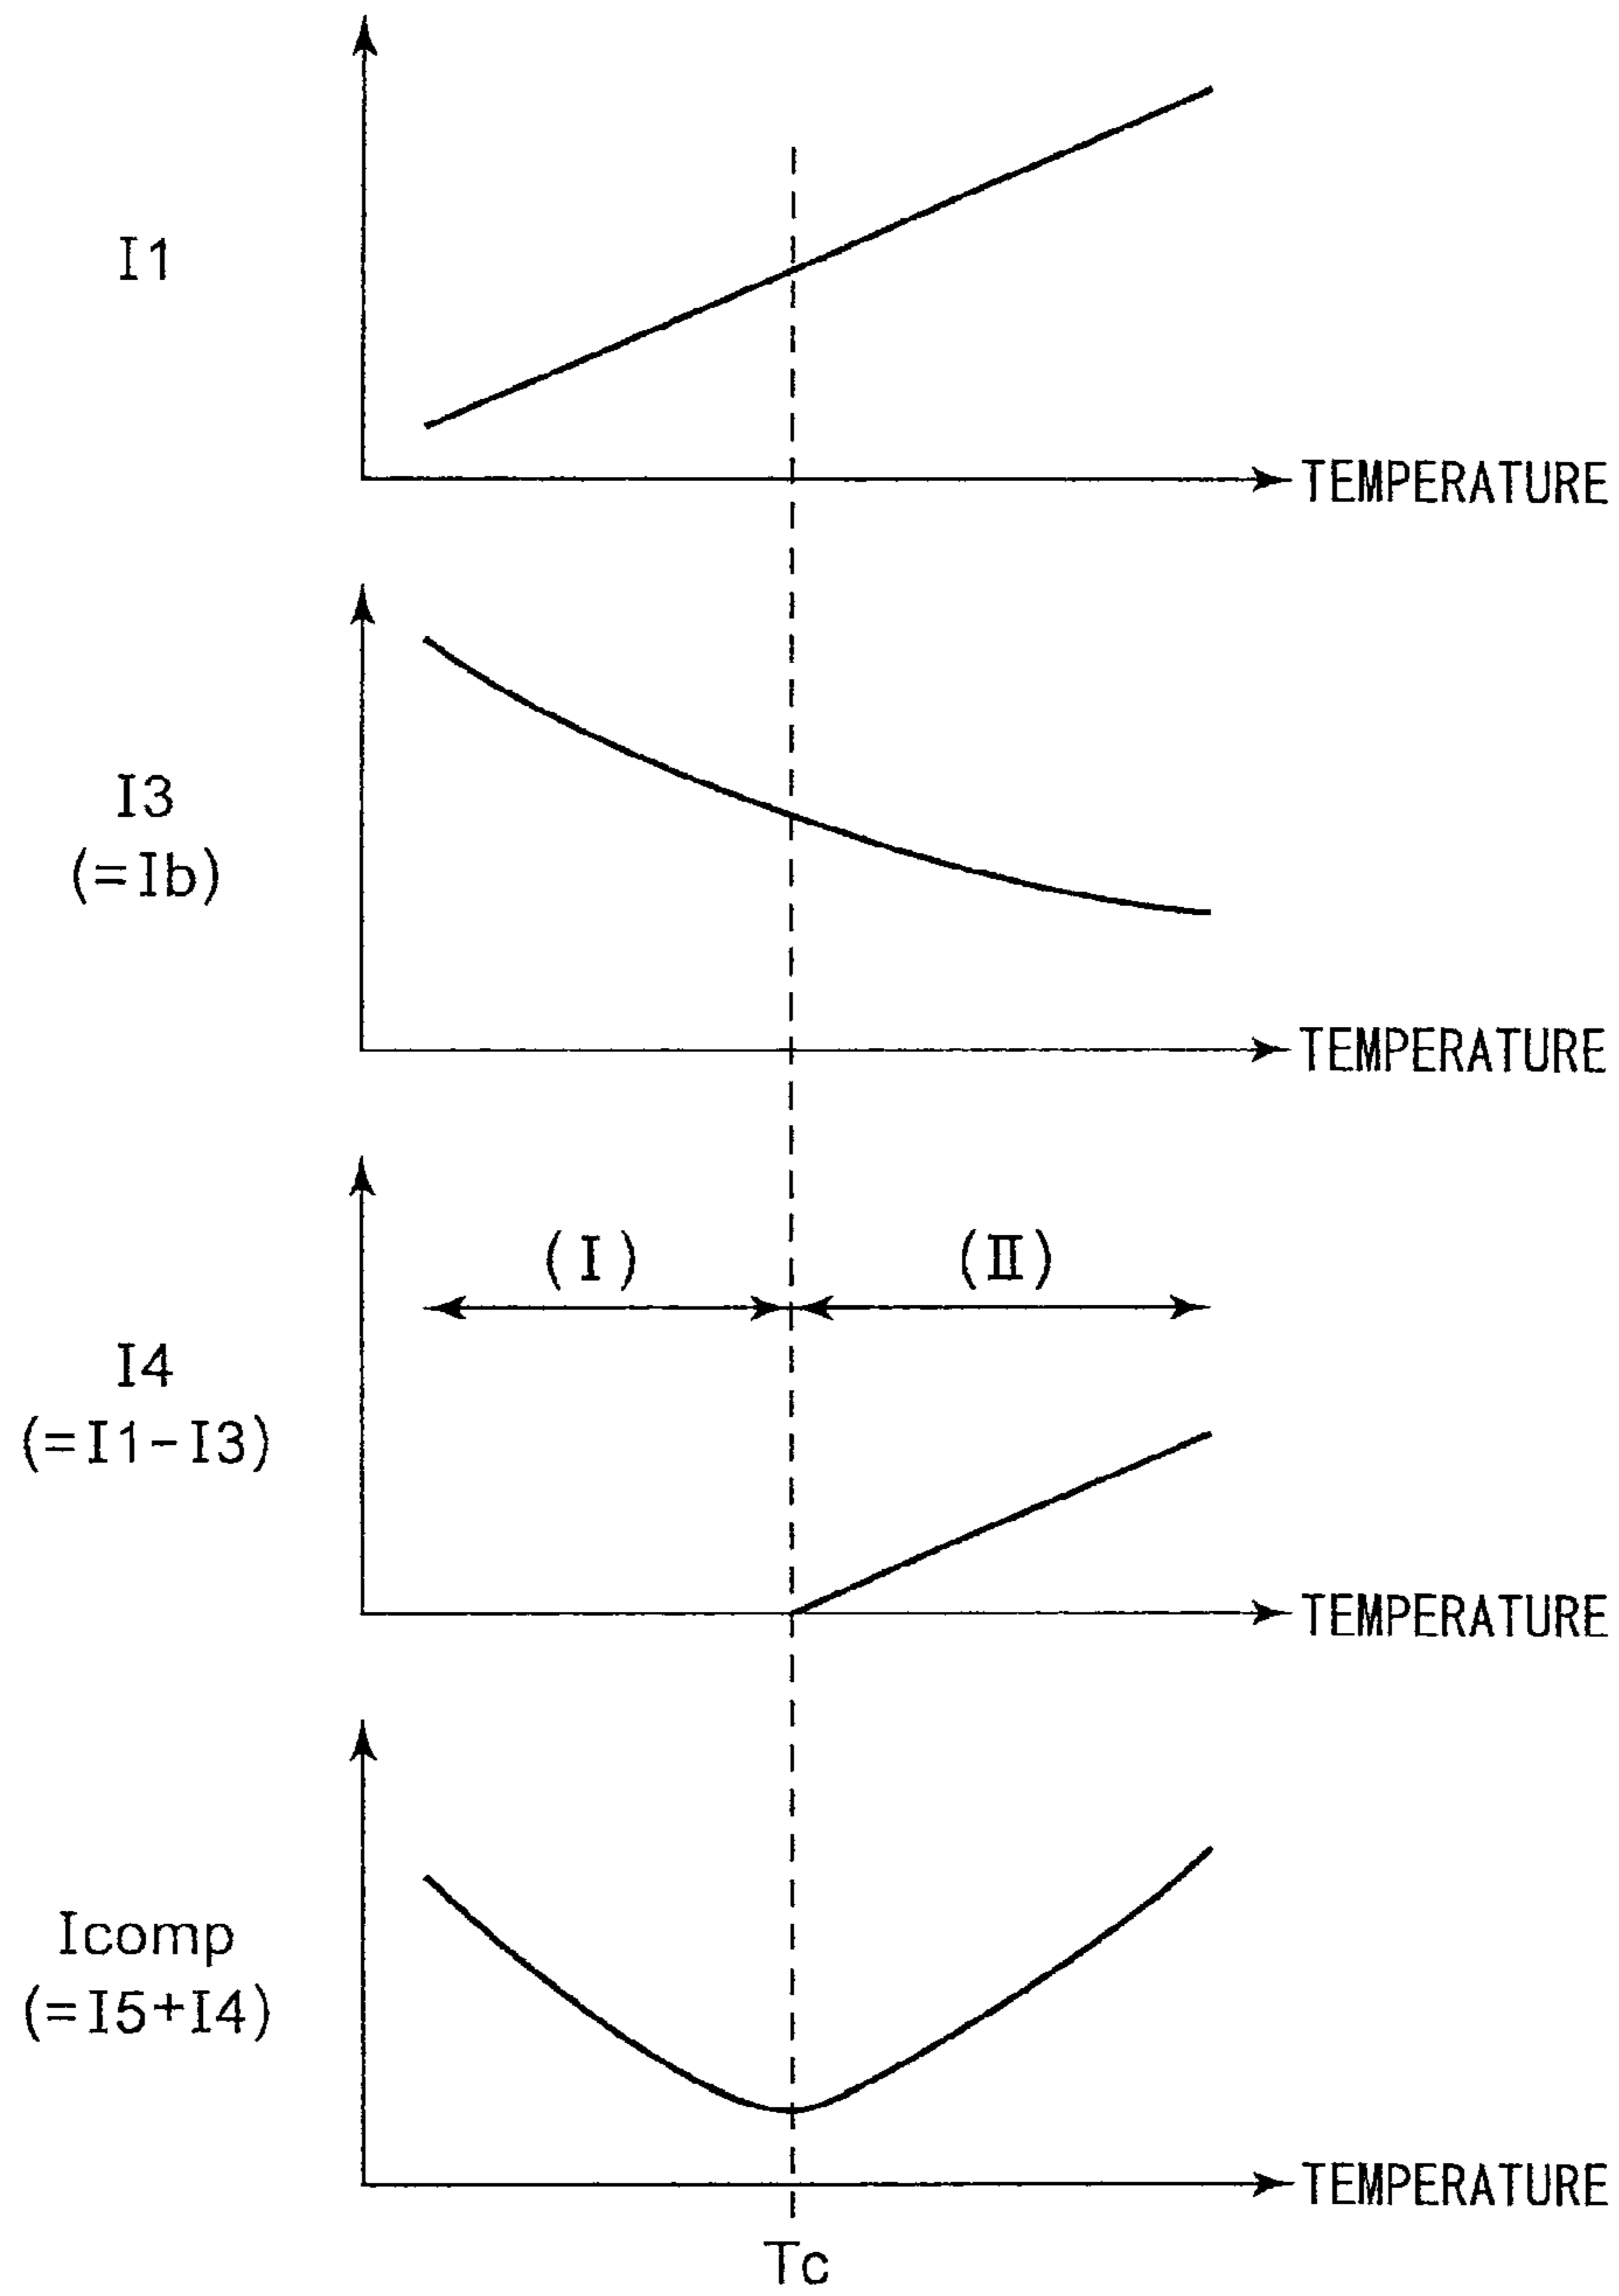 I1
TEMPERATURE
I3
(=Ib)
TEMPERATURE
(I)
(II)
I4
(=I1-I3)
TEMPERATURE
Icomp
(=I5+I4)
TEMPERATURE
Tc